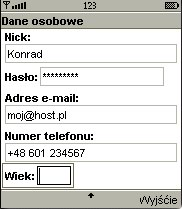 123
Dane osobowe
Nick:
Konrad
Hasło: *********
Adres e-mail:
moj@host.pl
Numer telefonu:
+48 601 234567
Wiek:
Wyjście